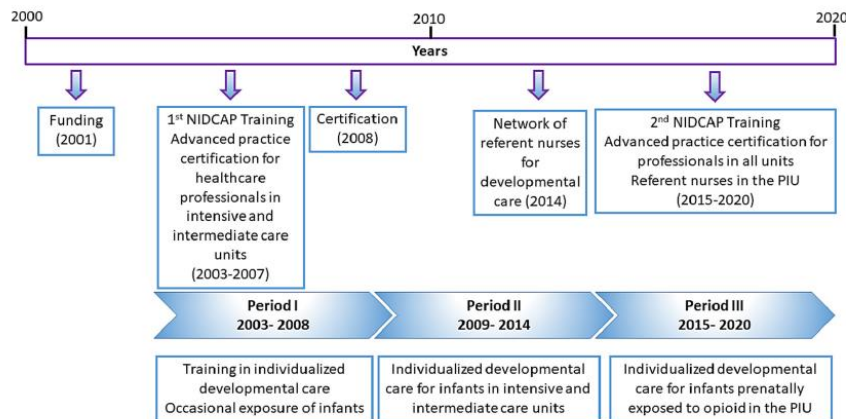 2000 2010 2020
Years
Funding
(2001)
1st NIDCAP Training
Advanced practice
certification for
healthcare
professionals in
intensive and
intermediate care
units
(2003-2007)
Certification
(2008)
Network of
referent nurses
for
developmental
care (2014)
2nd NIDCAP Training
Advanced practice certification for
professionals in all units
Referent nurses in the PIU
(2015-2020)
Period I
2003- 2008
Period II
2009- 2014
Period III
2015- 2020
Training in individualized
developmental care
Occasional exposure of infants
Individualized developmental
care for infants in intensive and
intermediate care units
Individualized developmental
care for infants prenatally
exposed to opioid in the PIU